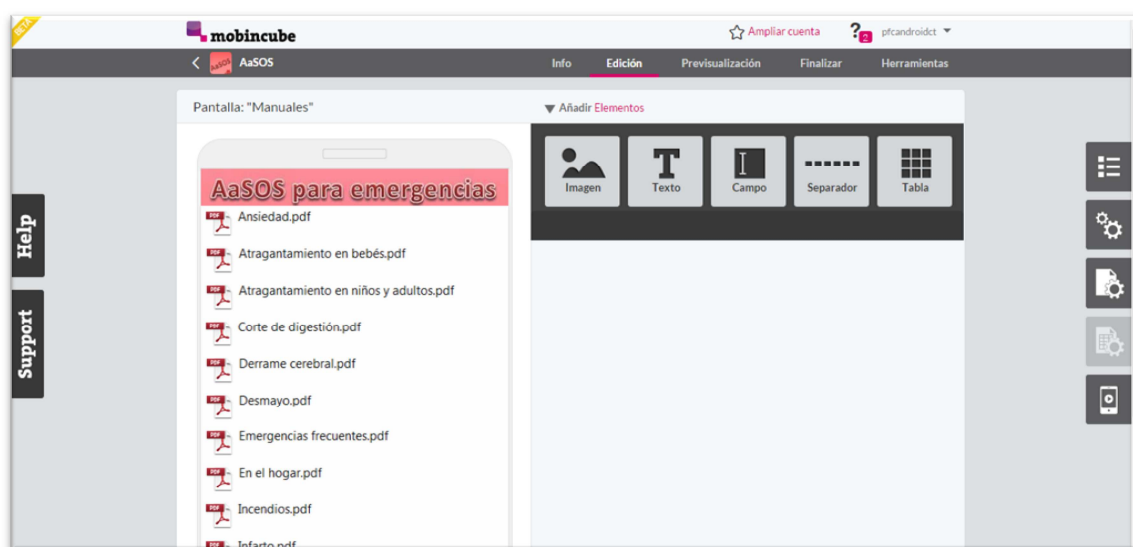 BETA
mobincube
Ampliar cuenta
? 2
pfcandroidct
AaSOS
Info Edición Previsualización Finalizar Herramientas
Pantalla: "Manuales"
Añadir Elementos
AaSOS para emergencias
Ansiedad.pdf
Atragantamiento en bebés.pdf
Atragantamiento en niños y adultos.pdf
Corte de digestión.pdf
Derrame cerebral.pdf
Desmayo.pdf
Emergencias frecuentes.pdf
En el hogar.pdf
Incendios.pdf
Infarto.pdf
Imagen Texto Campo Separador Tabla
Help
Support